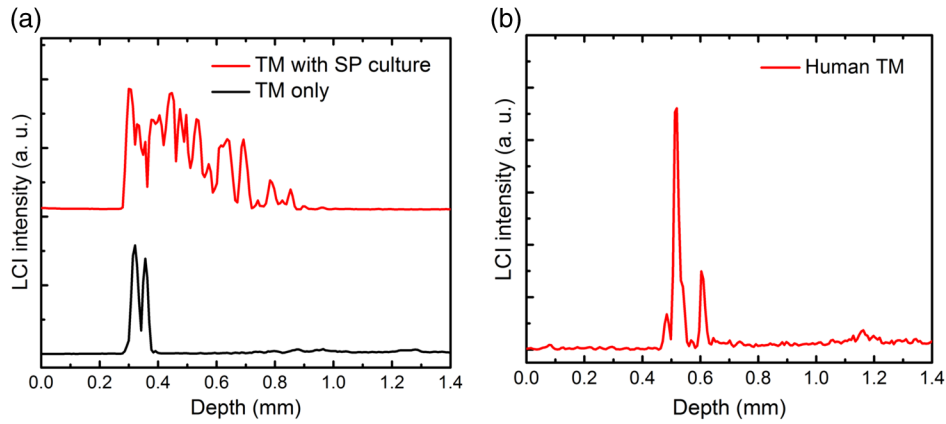 (a)
TM with SP culture
TM only
LCI intensity (a. u.)
0.0 0.2 0.4 0.6 0.8 1.0 1.2 1.4
Depth (mm)
(b)
Human TM
LCI intensity (a. u.)
0.0 0.2 0.4 0.6 0.8 1.0 1.2 1.4
Depth (mm)